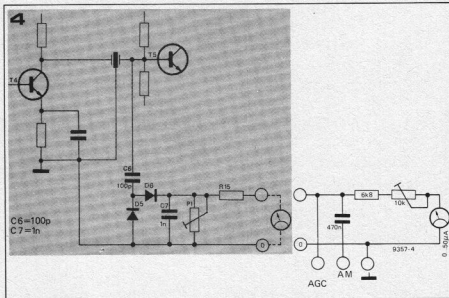 4
T4
T5
C6
100p
D6
R15
D5
C7
1n
P1
C6=100p
C7=1n
0
0
6k8
10k
470n
0...50µA
9357-4
AGC
AM